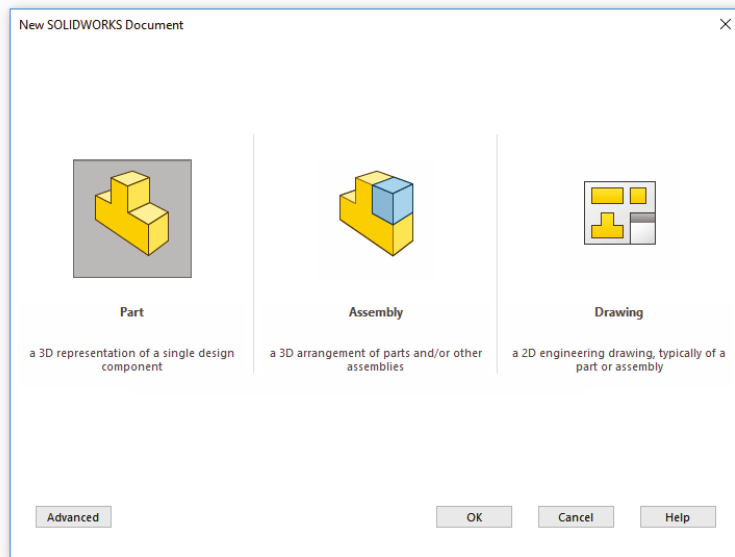 New SOLIDWORKS Document
Part
a 3D representation of a single design
component
Assembly
a 3D arrangement of parts and/or other
assemblies
Drawing
a 2D engineering drawing, typically of a
part or assembly
Advanced
OK
Cancel
Help